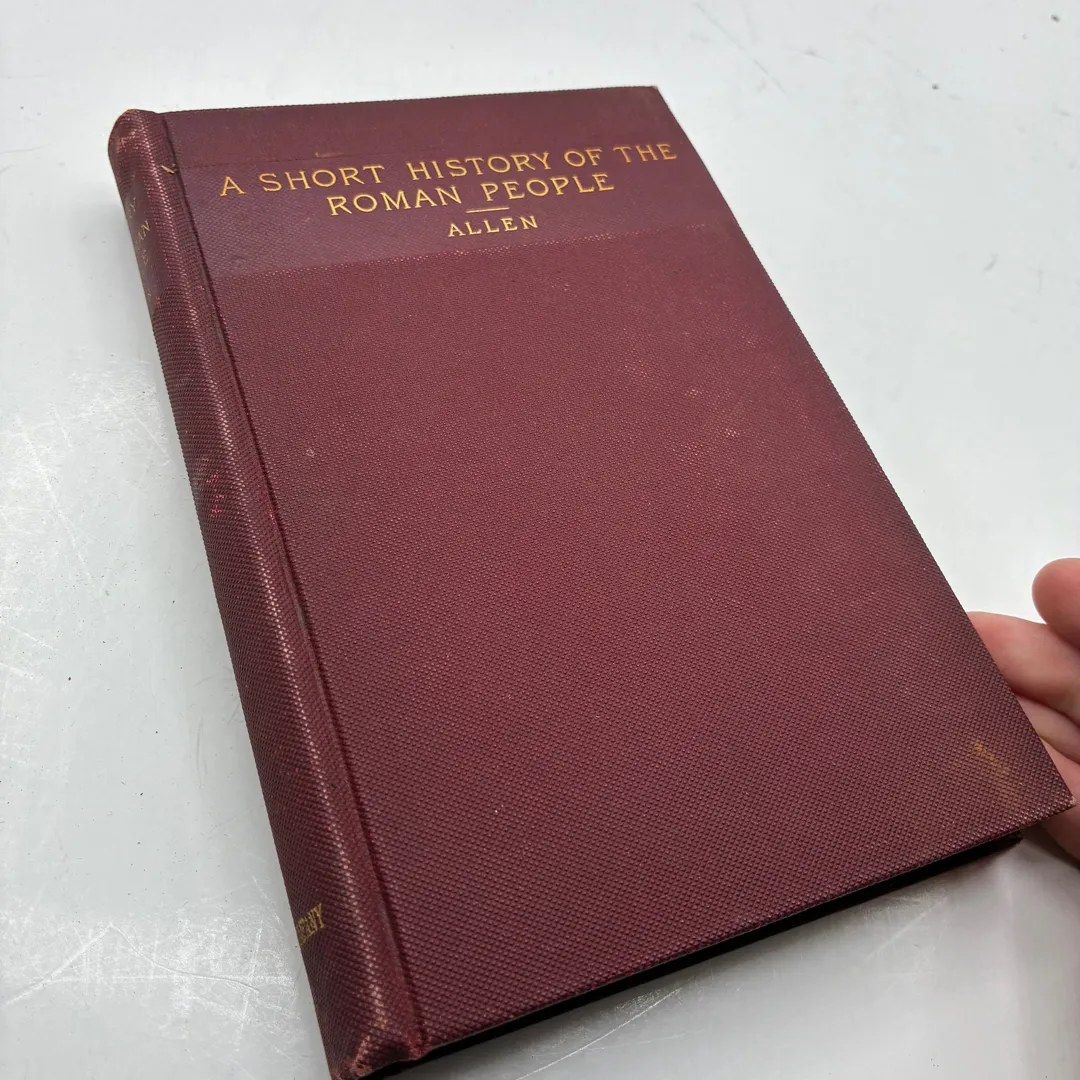 A SHORT HISTORY OF THE
ROMAN PEOPLE
ALLEN